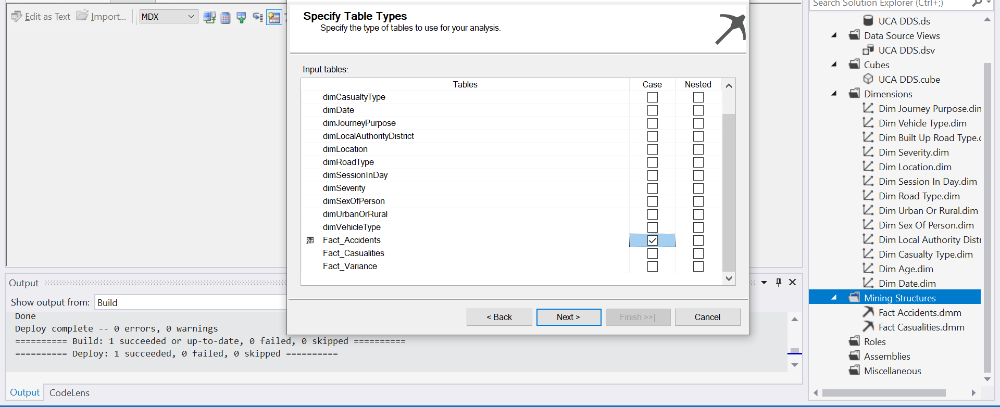 Edit as Text
Import...
MDX
Specify Table Types
Specify the type of tables to use for your analysis.
Input tables:
Tables Case Nested
dimCasualtyType
dimDate
dimJourneyPurpose
dimLocalAuthorityDistrict
dimLocation
dimRoadType
dimSessionInDay
dimSeverity
dimSexOfPerson
dimUrbanOrRural
dimVehicleType
Fact_Accidents
Fact_Casualities
Fact_Variance
< Back
Next >
Finish >>|
Cancel
Output
Show output from: Build
Done
Deploy complete -- 0 errors, 0 warnings
========== Build: 1 succeeded or up-to-date, 0 failed, 0 skipped ==========
========== Deploy: 1 succeeded, 0 failed, 0 skipped ==========
Output
CodeLens
Search Solution Explorer (Ctrl+;)
UCA DDS.ds
Data Source Views
UCA DDS.dsv
Cubes
UCA DDS.cube
Dimensions
Dim Journey Purpose.din
Dim Vehicle Type.dim
Dim Built Up Road Type.
Dim Severity.dim
Dim Location.dim
Dim Session In Day.dim
Dim Road Type.dim
Dim Urban Or Rural.dim
Dim Sex Of Person.dim
Dim Local Authority Distr
Dim Casualty Type.dim
Dim Age.dim
Dim Date.dim
Mining Structures
Fact Accidents.dmm
Fact Casualities.dmm
Roles
Assemblies
Miscellaneous